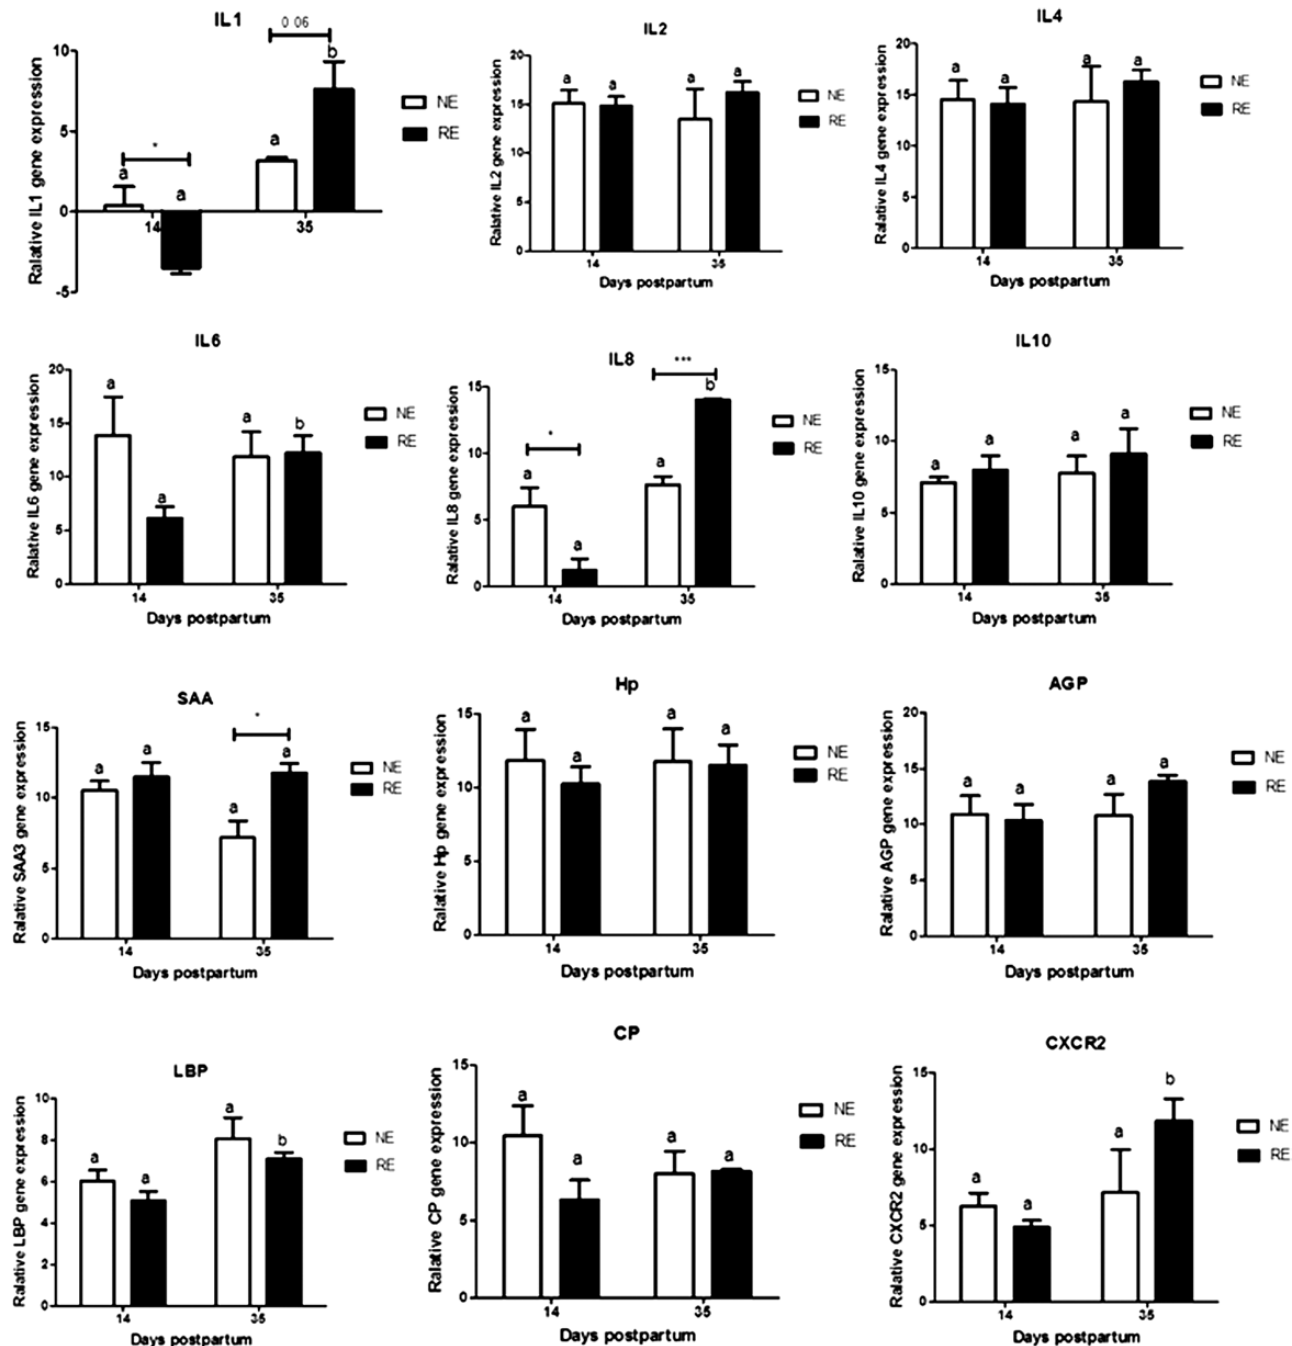 IL1
0 06
Ralative IL1 gene expression
10
5
0
-5
*
a
a
a
b
14
35
NE
RE
IL2
Ralative IL2 gene expression
20
15
10
5
0
a
a
a
a
14
35
Days postpartum
NE
RE
IL4
Ralative IL4 gene expression
20
15
10
5
0
a
a
a
a
14
35
Days postpartum
NE
RE
IL6
Ralative IL6 gene expression
20
15
10
5
0
a
a
a
b
14
35
Days postpartum
NE
RE
IL8
Ralative IL8 gene expression
15
10
5
0
*
***
a
a
a
b
14
35
Days postpartum
NE
RE
IL10
Ralative IL10 gene expression
15
10
5
0
a
a
a
a
14
35
Days postpartum
NE
RE
SAA
Ralative SAA3 gene expression
15
10
5
0
*
a
a
a
a
14
35
Days postpartum
NE
RE
Hp
Ralative Hp gene expression
15
10
5
0
a
a
a
a
14
35
Days postpartum
NE
RE
AGP
Ralative AGP gene expression
20
15
10
5
0
a
a
a
a
14
35
Days postpartum
NE
RE
LBP
Ralative LBP gene expression
10
8
6
4
2
0
a
a
a
b
14
35
Days postpartum
NE
RE
CP
Ralative CP gene expression
15
10
5
0
a
a
a
a
14
35
Days postpartum
NE
RE
CXCR2
Ralative CXCR2 gene expression
15
10
5
0
a
a
a
b
14
35
Days postpartum
NE
RE